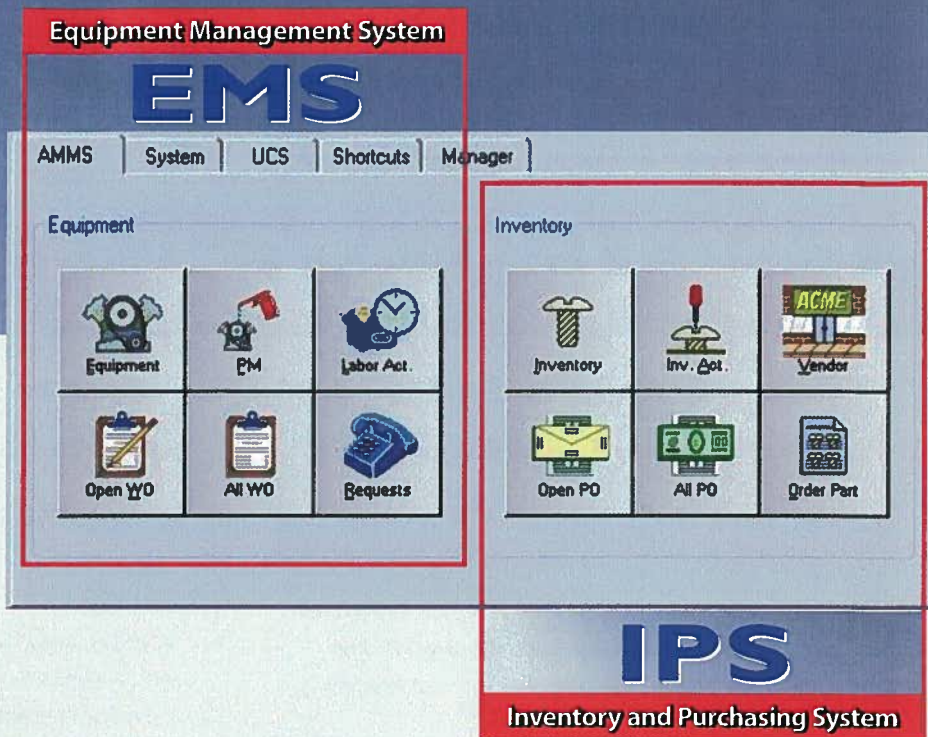 Equipment Management System
EMS
AMMS System UCS Shortcuts Manager
Equipment
Inventory
Equipment PM Labor Act.
Inventory Inv. Act. Vendor
ACME
Open WO All WO Requests
Open PO All PO Order Part
IPS
Inventory and Purchasing System